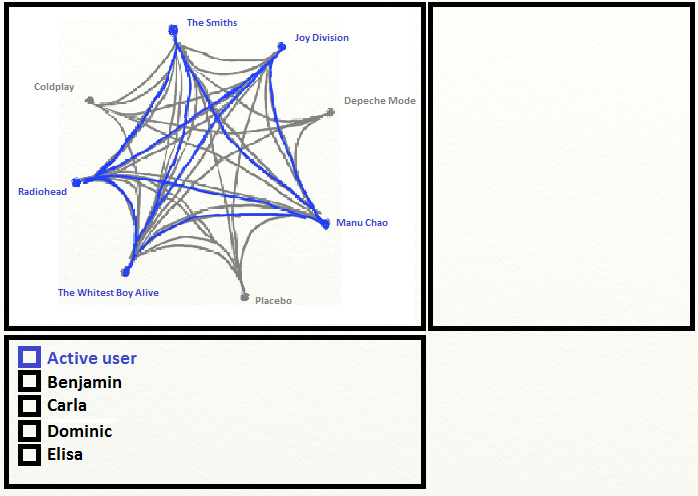 The Smiths
Joy Division
Coldplay
Depeche Mode
Radiohead
Manu Chao
The Whitest Boy Alive
Placebo
Active user
Benjamin
Carla
Dominic
Elisa